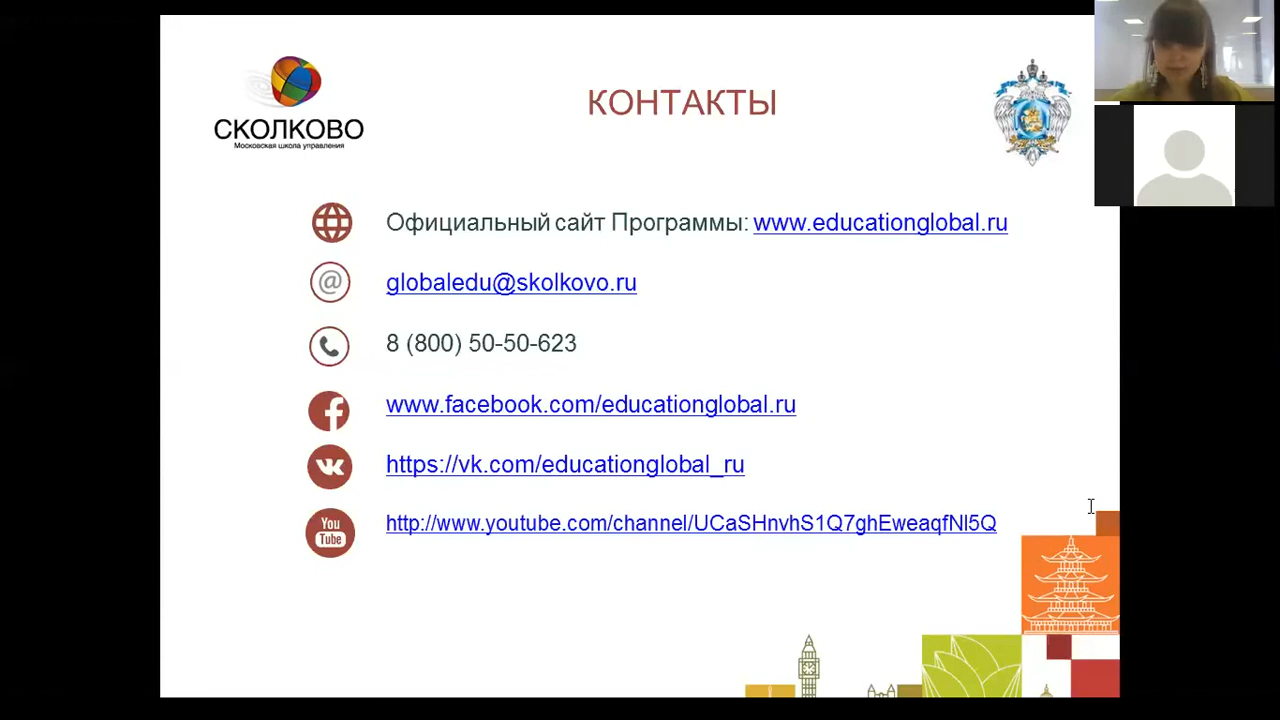 СКОЛКОВО
Московская школа управления
КОНТАКТЫ
Официальный сайт Программы: www.educationglobal.ru
@ globaledu@skolkovo.ru
8 (800) 50-50-623
f www.facebook.com/educationglobal.ru
https://vk.com/educationglobal_ru
You
Tube
http://www.youtube.com/channel/UCaSHnvhS1Q7ghEweaqfNl5Q